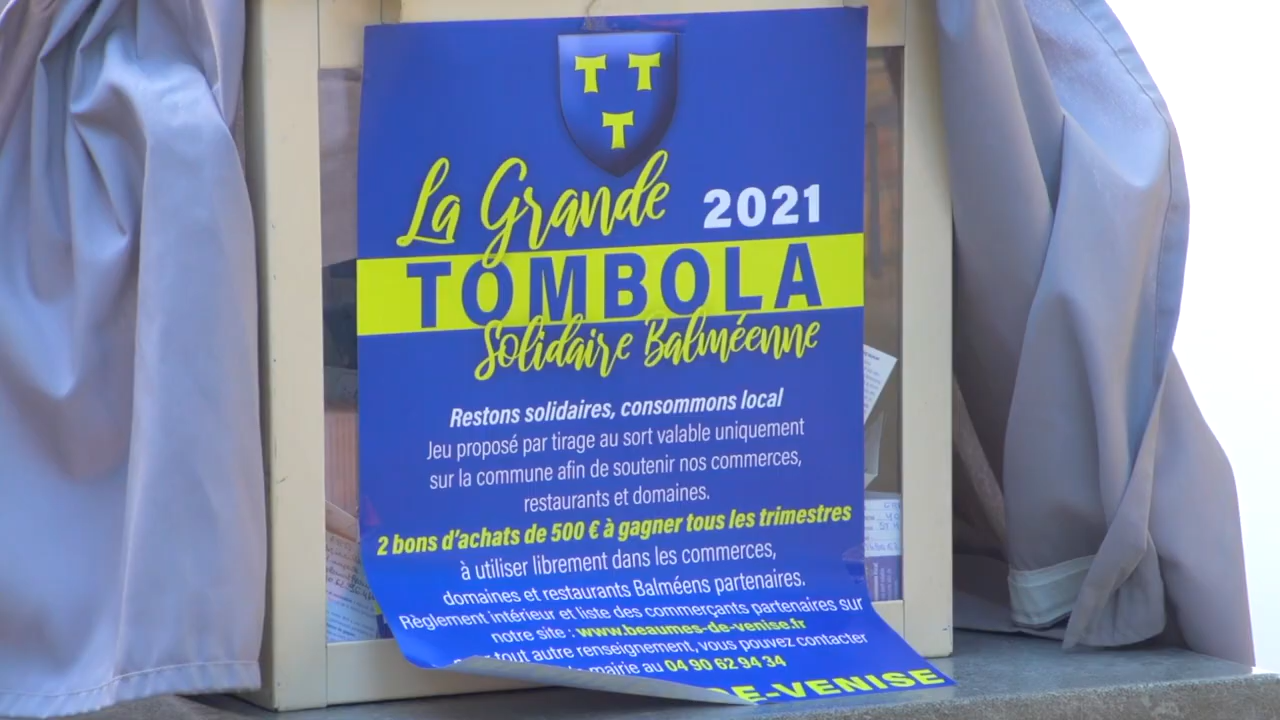 La Grande 2021
TOMBOLA
Solidaire Balméenne
Restons solidaires, consommons local
Jeu proposé par tirage au sort valable uniquement
sur la commune afin de soutenir nos commerces,
restaurants et domaines.
2 bons d'achats de 500 € à gagner tous les trimestres
à utiliser librement dans les commerces,
domaines et restaurants Balméens partenaires.
Règlement intérieur et liste des commerçants partenaires sur
notre site : www.beaumes-de-venise.fr
tout autre renseignement, vous pouvez contacter
mairie au 04 90 62 94 34
DE-VENISE